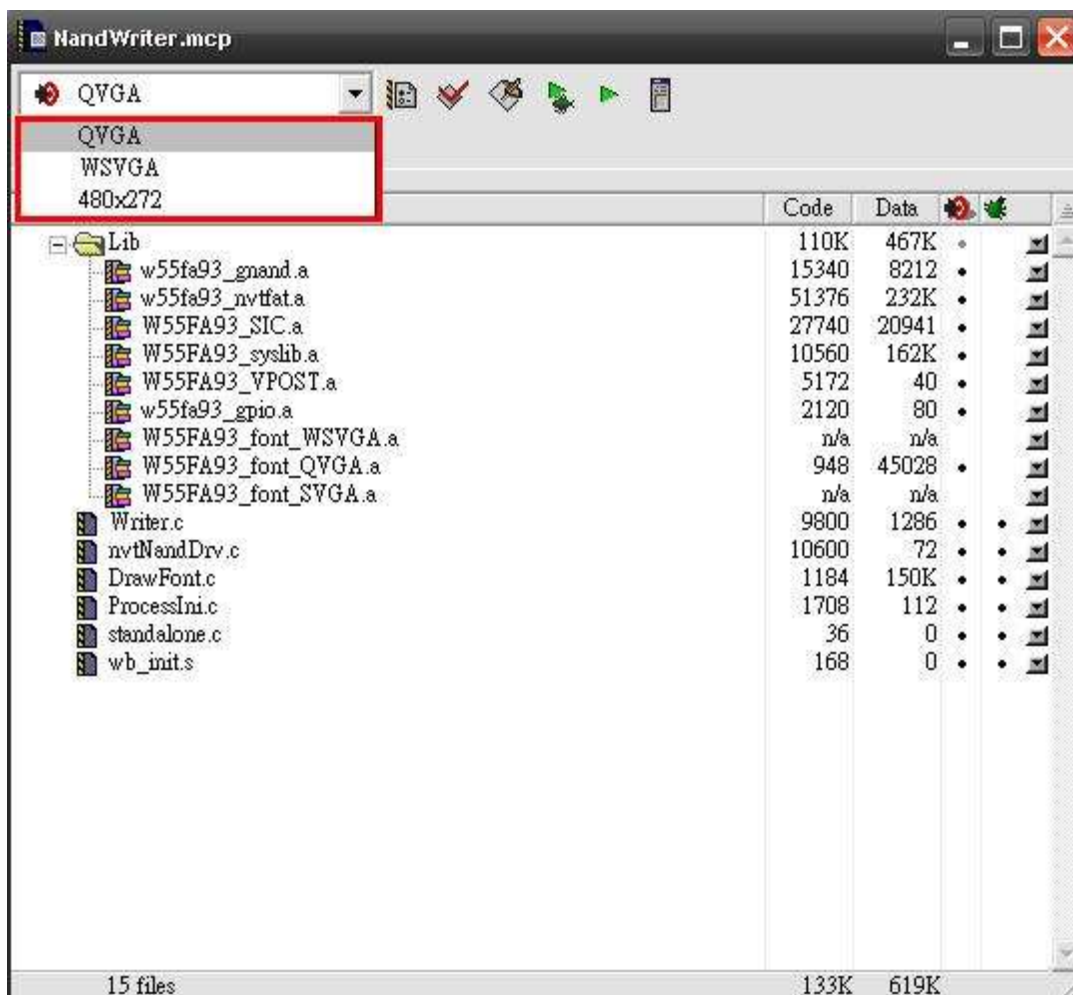 NandWriter.mcp
QVGA
QVGA
WSVGA
480x272
Code Data
Lib 110K 467K
w55fa93_gnand.a 15340 8212
w55fa93_nvtfat.a 51376 232K
W55FA93_SIC.a 27740 20941
W55FA93_syslib.a 10560 162K
W55FA93_VPOST.a 5172 40
w55fa93_gpio.a 2120 80
W55FA93_font_WSVGA.a n/a n/a
W55FA93_font_QVGA.a 948 45028
W55FA93_font_SVGA.a n/a n/a
Writer.c 9800 1286
nvtNandDrv.c 10600 72
DrawFont.c 1184 150K
ProcessIni.c 1708 112
standalone.c 36 0
wb_init.s 168 0
15 files 133K 619K